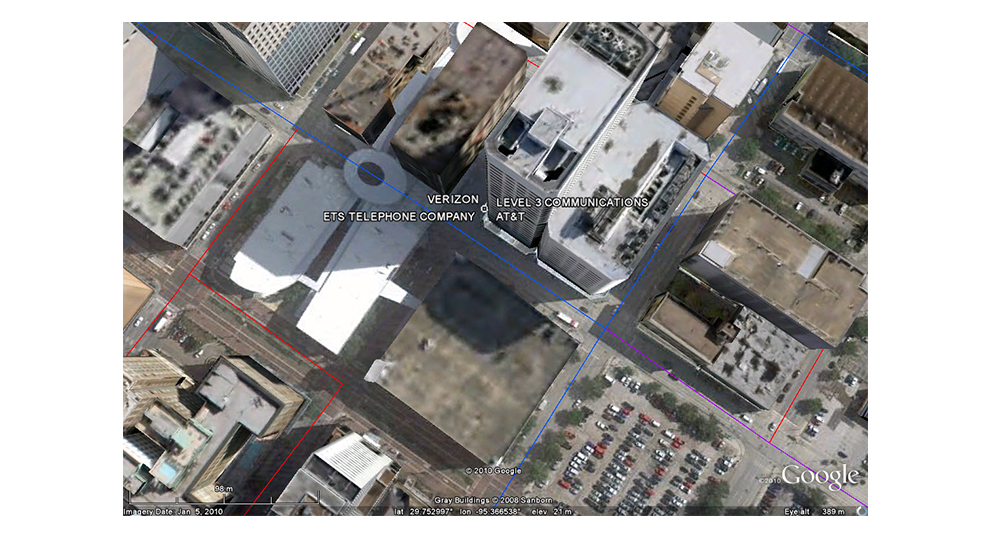 VERIZON
LEVEL 3 COMMUNICATIONS
ETS TELEPHONE COMPANY
AT&T
© 2010 Google
©2010 Google
98 m
Gray Buildings © 2008 Sanborn
Imagery Date: Jan 5, 2010
lat 29.752997° lon -95.366538° elev 21 m
Eye alt 389 m